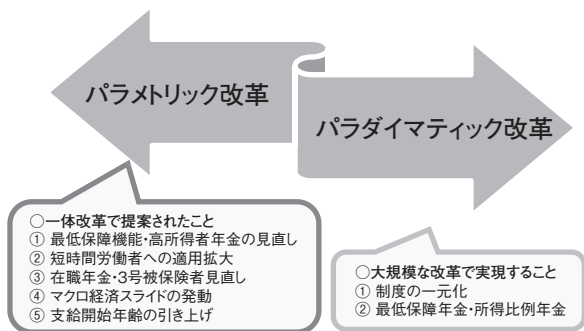 パラメトリック改革
パラダイマティック改革
○一体改革で提案されたこと
① 最低保障機能・高所得者年金の見直し
② 短時間労働者への適用拡大
③ 在職年金・3号被保険者見直し
④ マクロ経済スライドの発動
⑤ 支給開始年齢の引き上げ
○大規模な改革で実現すること
① 制度の一元化
② 最低保障年金・所得比例年金